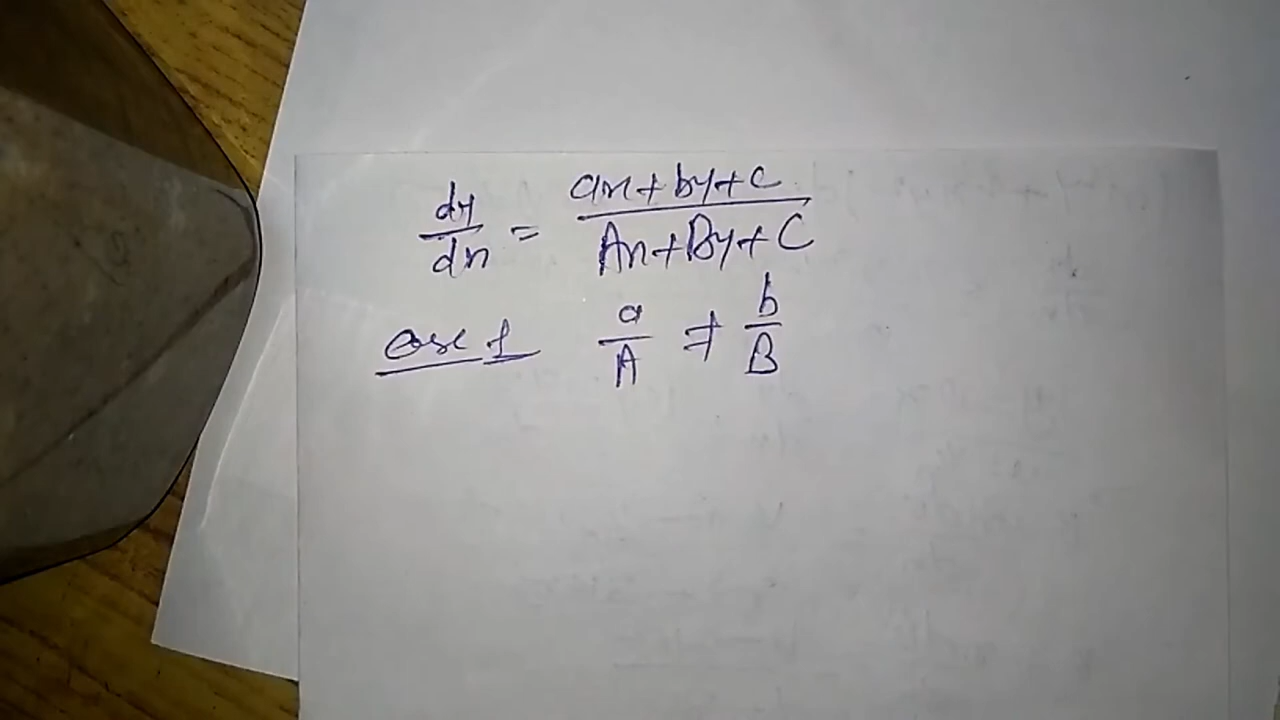 dy/dx = ax+by+c / Ax+By+C
Case 1 a/A ≠ b/B